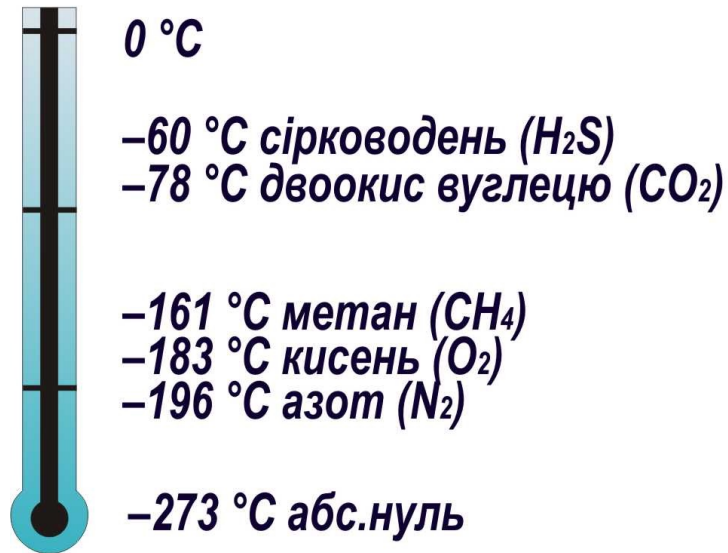 0 °C
–60 °C сірководень (H₂S)
–78 °C двоокис вуглецю (CO₂)
–161 °C метан (CH₄)
–183 °C кисень (O₂)
–196 °C азот (N₂)
–273 °C абс.нуль